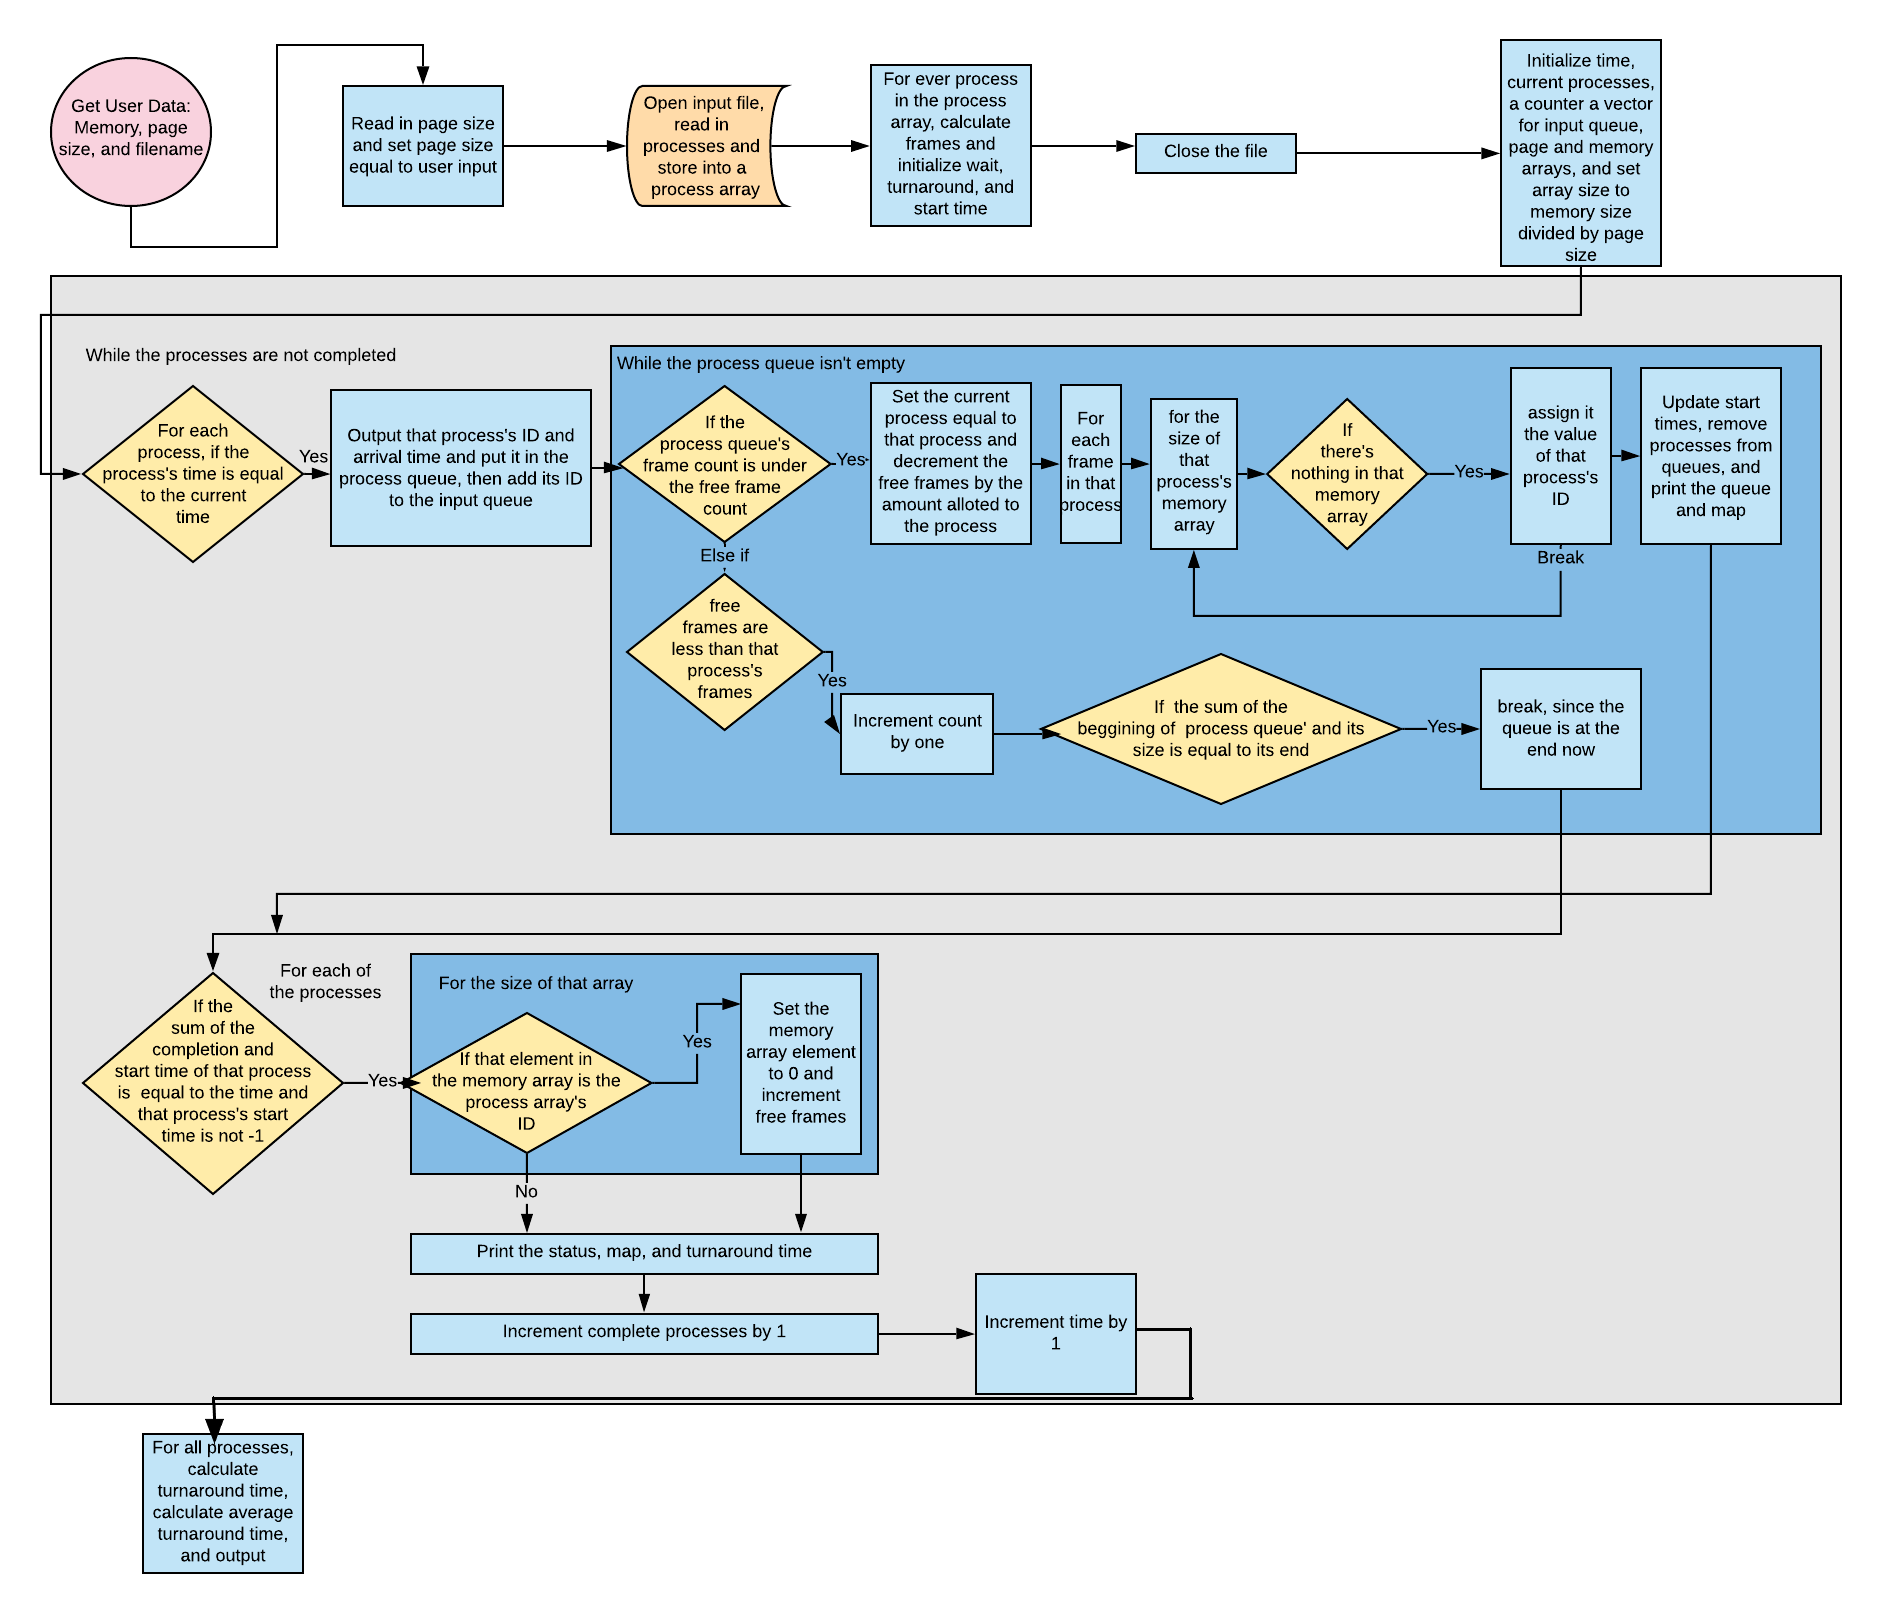 Get User Data:
Memory, page
size, and filename
Read in page size
and set page size
equal to user input
Open input file,
read in
processes and
store into a
process array
For ever process
in the process
array, calculate
frames and
initialize wait,
turnaround, and
start time
Close the file
Initialize time,
current processes,
a counter a vector
for input queue,
page and memory
arrays, and set
array size to
memory size
divided by page
size
While the processes are not completed
For each
process, if the
process's time is equal
to the current
time
Yes
Output that process's ID and
arrival time and put it in the
process queue, then add its ID
to the input queue
While the process queue isn't empty
If the
process queue's
frame count is under
the free frame
count
Yes
Set the current
process equal to
that process and
decrement the
free frames by the
amount alloted to
the process
For
each
frame
in that
process
for the
size of
that
process's
memory
array
If
there's
nothing in that
memory
array
Yes
assign it
the value
of that
process's
ID
Break
Update start
times, remove
processes from
queues, and
print the queue
and map
Else if
free
frames are
less than that
process's
frames
Yes
Increment count
by one
If  the sum of the
beggining of  process queue' and its
size is equal to its end
Yes
break, since the
queue is at the
end now
For each of
the processes
If the
sum of the
completion and
start time of that process
is  equal to the time and
that process's start
time is not -1
Yes
For the size of that array
If that element in
the memory array is the
process array's
ID
Yes
Set the
memory
array element
to 0 and
increment
free frames
No
Print the status, map, and turnaround time
Increment complete processes by 1
Increment time by
1
For all processes,
calculate
turnaround time,
calculate average
turnaround time,
and output